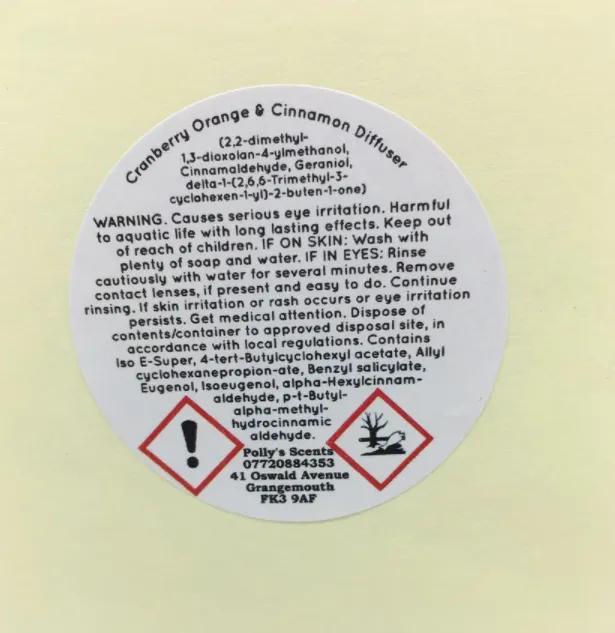 Cranberry Orange & Cinnamon Diffuser
(2,2-dimethyl-
1,3-dioxolan-4-ylmethanol,
Cinnamaldehyde, Geraniol,
delta-1-(2,6,6-Trimethyl-3-
cyclohexen-1-yl)-2-buten-1-one)
WARNING. Causes serious eye irritation. Harmful
to aquatic life with long lasting effects. Keep out
of reach of children. IF ON SKIN: Wash with
plenty of soap and water. IF IN EYES: Rinse
cautiously with water for several minutes. Remove
contact lenses, if present and easy to do. Continue
rinsing. If skin irritation or rash occurs or eye irritation
persists. Get medical attention. Dispose of
contents/container to approved disposal site, in
accordance with local regulations. Contains
Iso E-Super, 4-tert-Butylcyclohexyl acetate, Allyl
cyclohexanepropion-ate, Benzyl salicylate,
Eugenol, Isoeugenol, alpha-Hexylcinnam-
aldehyde, p-t-Butyl-
alpha-methyl-
hydrocinnamic
aldehyde.
Polly's Scents
07720884353
41 Oswald Avenue
Grangemouth
FK3 9AF